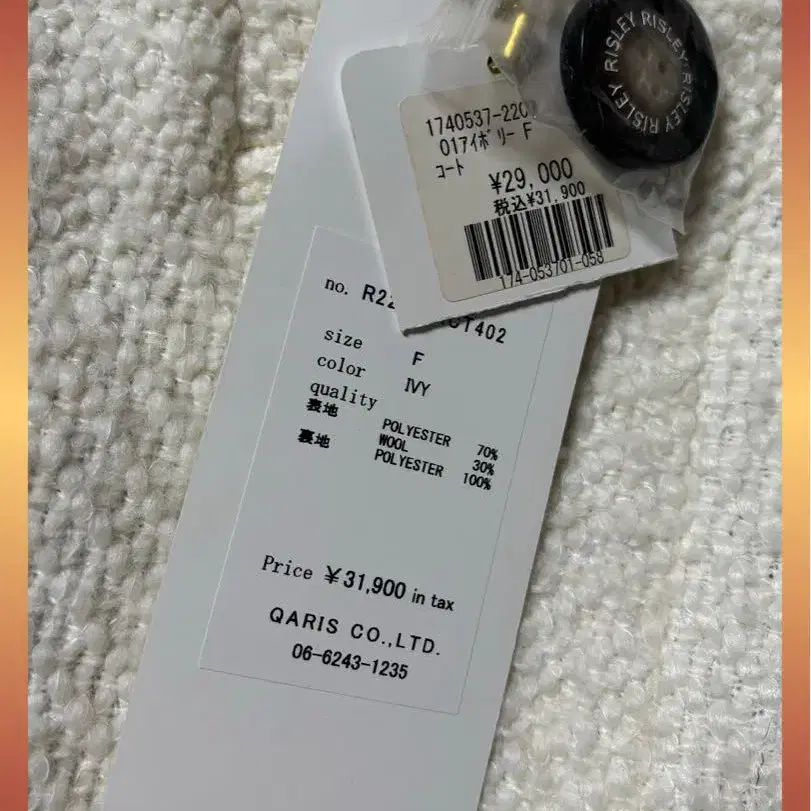 RISLEY RISLEY RISLEY RISLEY
1740537-220
01アイボリー F
コート
¥29,000
税込¥31,900
174-053701-058
no. R22 CT402
size F
color IVY
quality
表地 POLYESTER 70%
WOOL 30%
裏地 POLYESTER 100%
Price ¥31,900 in tax
QARIS CO.,LTD.
06-6243-1235